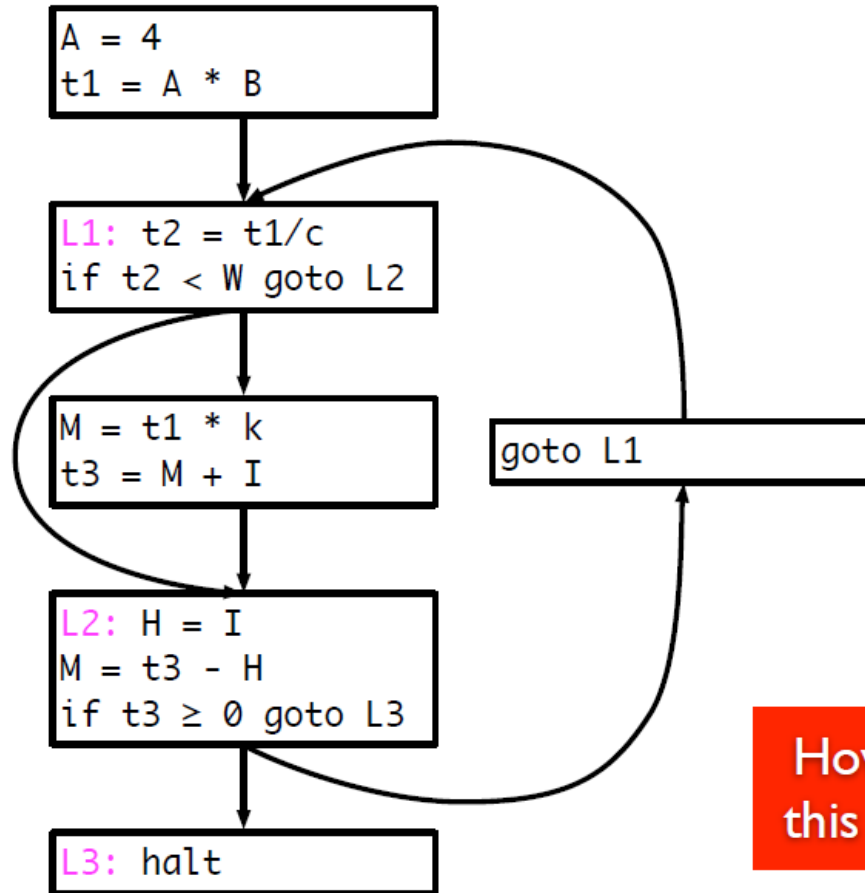 A = 4
t1 = A * B
L1: t2 = t1/c
if t2 < W goto L2
M = t1 * k
t3 = M + I
goto L1
L2: H = I
M = t3 - H
if t3 ≥ 0 goto L3
this
L3: halt